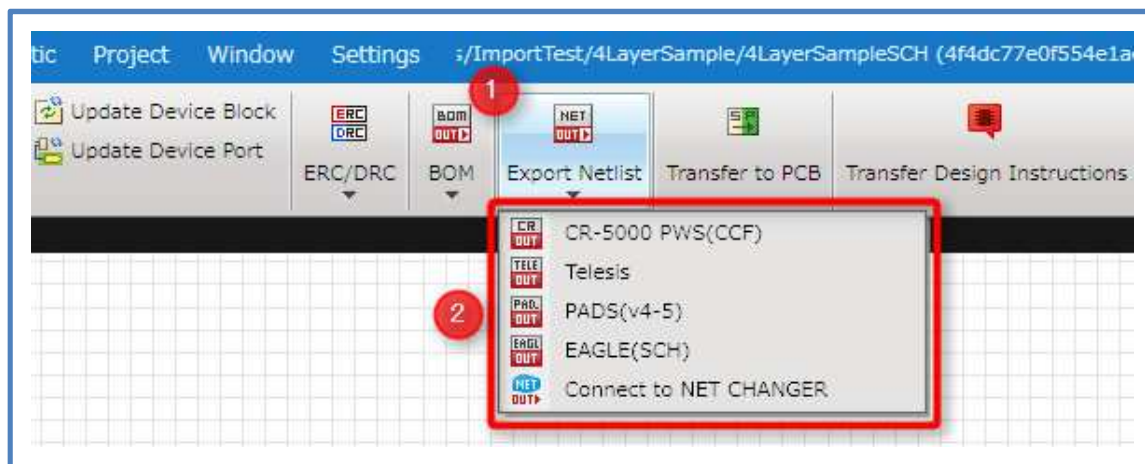 tic Project Window Settings s/ImportTest/4LayerSample/4LayerSampleSCH (4f4dc77e0f554e1a
1
Update Device Block
Update Device Port
ERC
DRC
ERC/DRC
BOM
OUT
BOM
NET
OUT
Export Netlist
Transfer to PCB
Transfer Design Instructions
2
CR
OUT
CR-5000 PWS(CCF)
TELE
OUT
Telesis
PAD.
OUT
PADS(v4-5)
EAGL
OUT
EAGLE(SCH)
NET
OUT
Connect to NET CHANGER